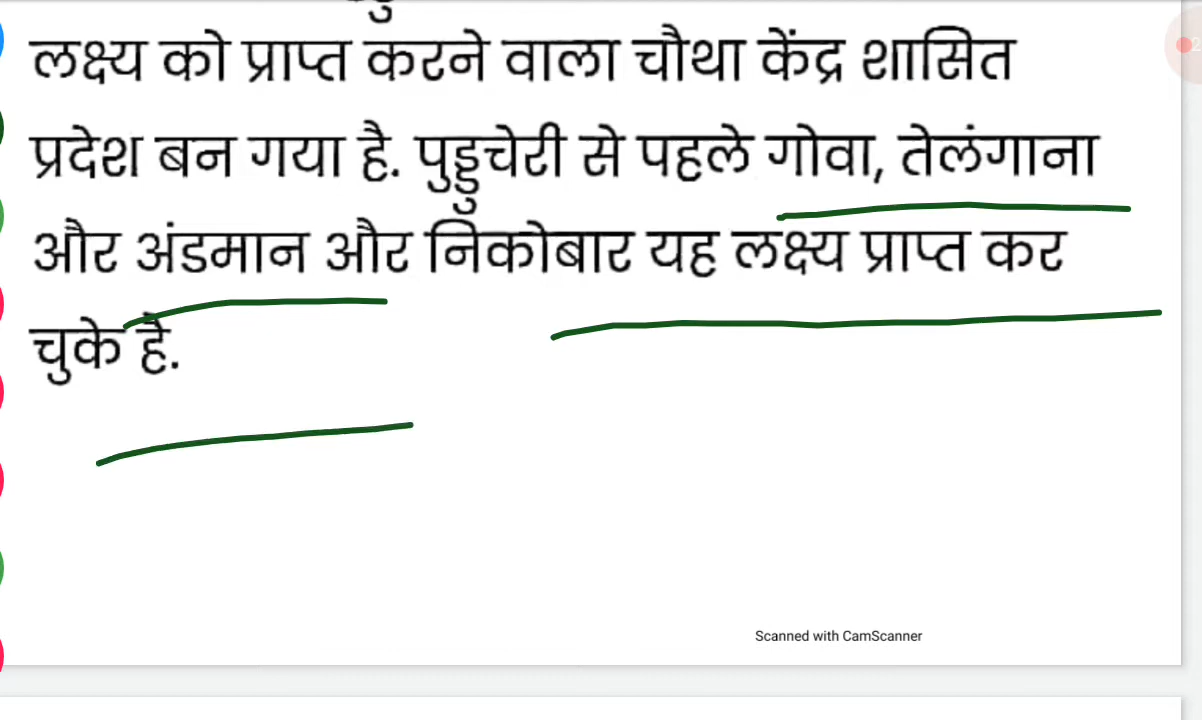 लक्ष्य को प्राप्त करने वाला चौथा केंद्र शासित
प्रदेश बन गया है. पुड्डुचेरी से पहले गोवा, तेलंगाना
और अंडमान और निकोबार यह लक्ष्य प्राप्त कर
चुके है.
Scanned with CamScanner